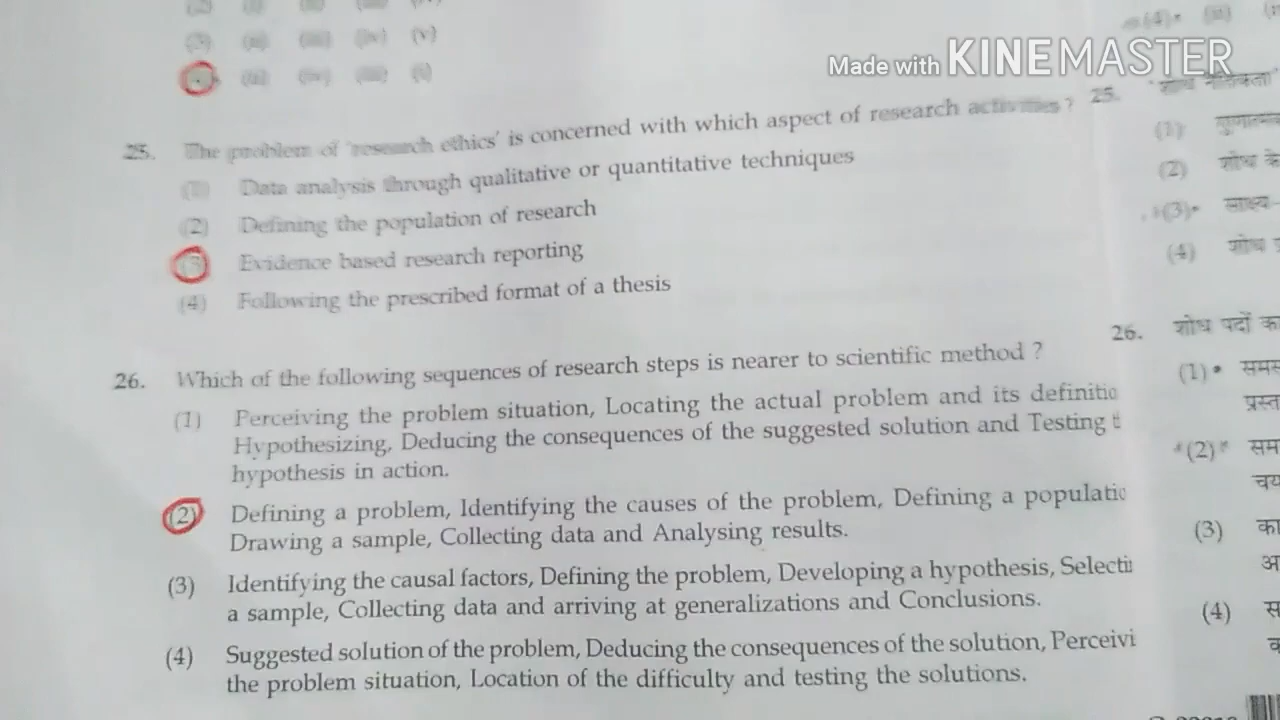 (3) (ii) (iii) (iv) (v)
(ii) (iv) (iii) (i)
(4) (iii)
Made with KINEMASTER
25. The problem of 'research ethics' is concerned with which aspect of research activities ?
(1) Data analysis through qualitative or quantitative techniques
(2) Defining the population of research
(3) Evidence based research reporting
(4) Following the prescribed format of a thesis
26. Which of the following sequences of research steps is nearer to scientific method ?
(1) Perceiving the problem situation, Locating the actual problem and its definitio
Hypothesizing, Deducing the consequences of the suggested solution and Testing t
hypothesis in action.
(2) Defining a problem, Identifying the causes of the problem, Defining a populatio
Drawing a sample, Collecting data and Analysing results.
(3) Identifying the causal factors, Defining the problem, Developing a hypothesis, Selecti
a sample, Collecting data and arriving at generalizations and Conclusions.
(4) Suggested solution of the problem, Deducing the consequences of the solution, Perceivi
the problem situation, Location of the difficulty and testing the solutions.
25. "शोध नैतिकता"
(1)
(2) शोध के
(3) साक्ष्य-
(4) शोध
26. शोध पदों का
(1) समस
प्रस्त
(2) सम
चय
(3) का
अ
(4) स